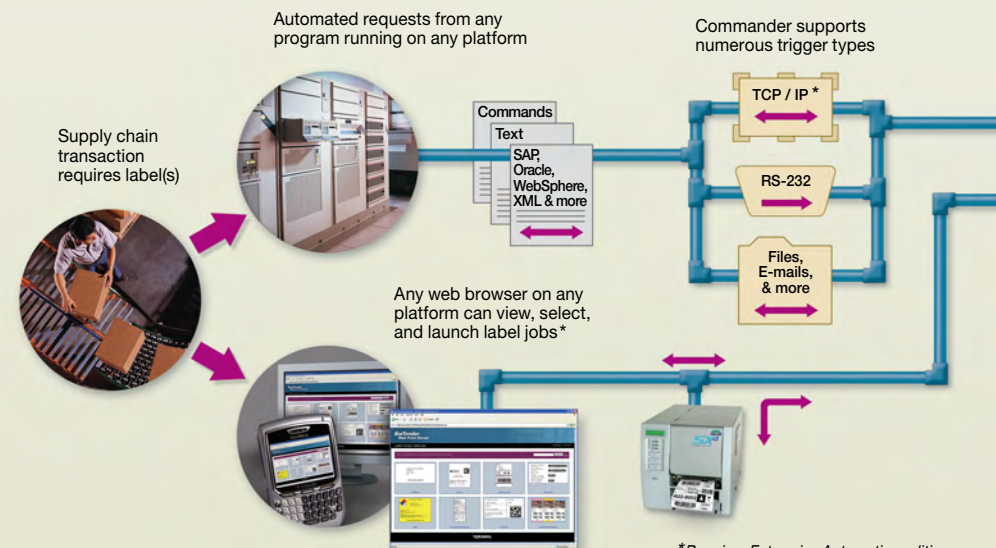 Automated requests from any
program running on any platform
Commander supports
numerous trigger types
Supply chain
transaction
requires label(s)
Commands
Text
SAP,
Oracle,
WebSphere,
XML & more
TCP / IP *
RS-232
Files,
E-mails,
& more
Any web browser on any
platform can view, select,
and launch label jobs*
BarTender